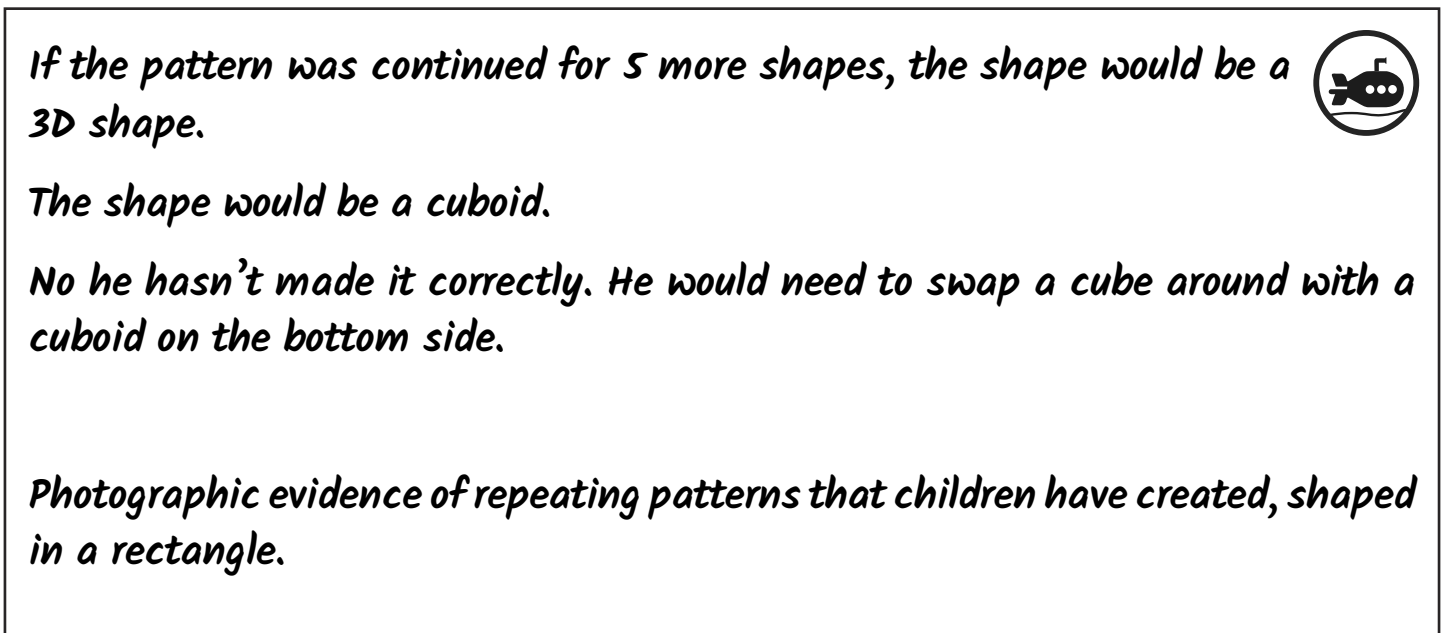 If the pattern was continued for 5 more shapes, the shape would be a
3D shape.
The shape would be a cuboid.
No he hasn’t made it correctly. He would need to swap a cube around with a
cuboid on the bottom side.
Photographic evidence of repeating patterns that children have created, shaped
in a rectangle.